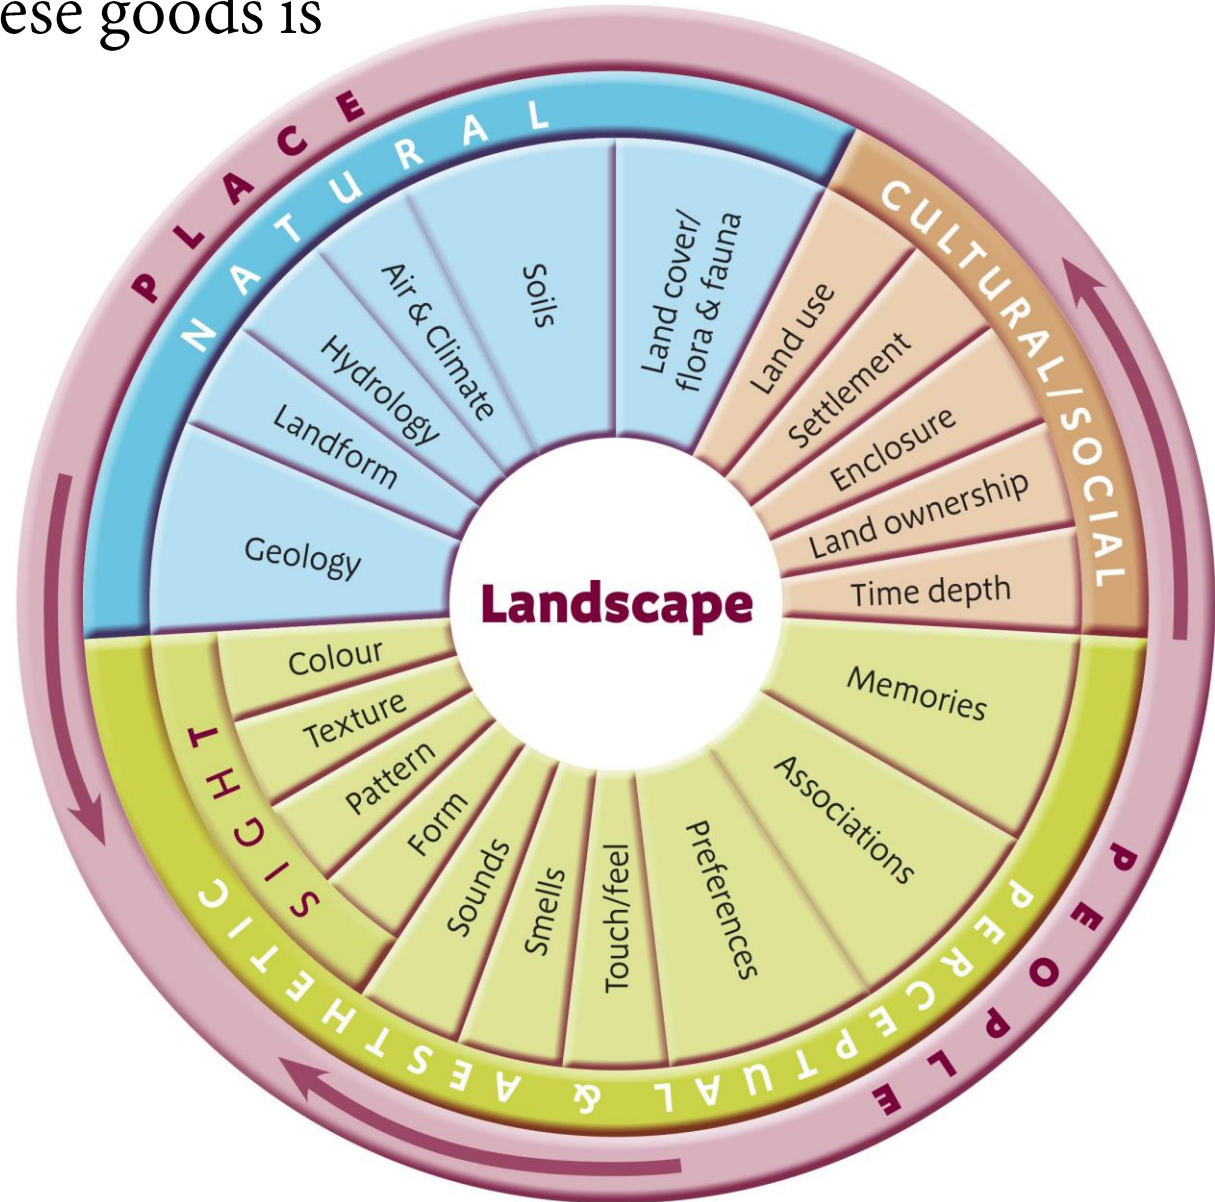 ese goods is
PLACE
NATURAL
CULTURAL/SOCIAL
PEOPLE
PERCEPTUAL & AESTHETIC
SIGHT
Landscape
Geology
Landform
Hydrology
Air & Climate
Soils
Land cover/
flora & fauna
Land use
Settlement
Enclosure
Land ownership
Time depth
Memories
Associations
Preferences
Touch/feel
Smells
Sounds
Form
Pattern
Texture
Colour